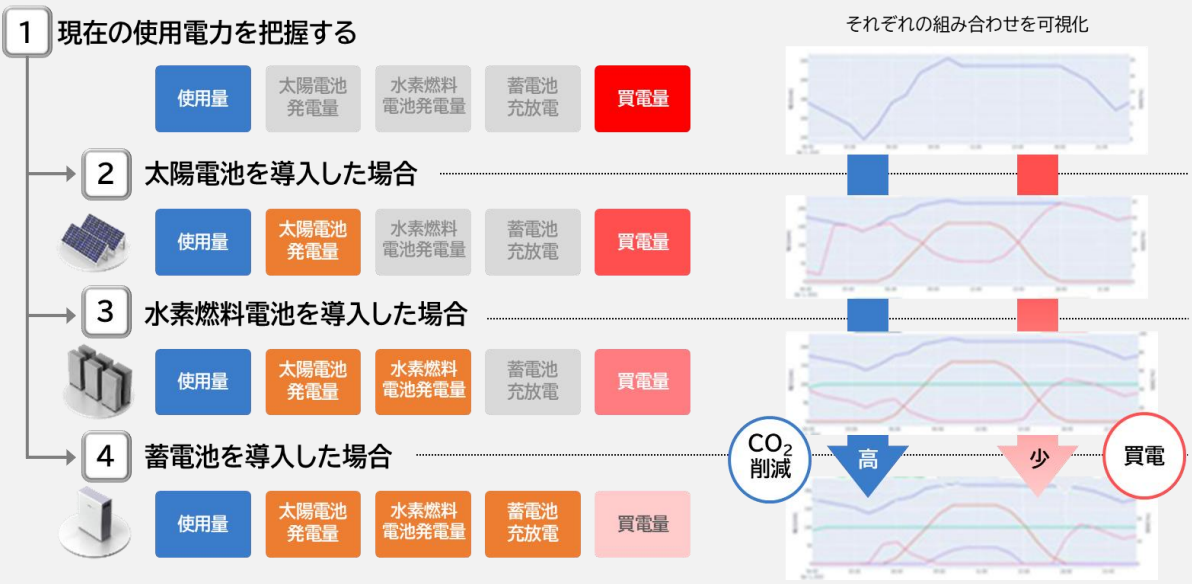 1 現在の使用電力を把握する
それぞれの組み合わせを可視化
使用量
太陽電池
発電量
水素燃料
電池発電量
蓄電池
充放電
買電量
2 太陽電池を導入した場合
使用量
太陽電池
発電量
水素燃料
電池発電量
蓄電池
充放電
買電量
3 水素燃料電池を導入した場合
使用量
太陽電池
発電量
水素燃料
電池発電量
蓄電池
充放電
買電量
4 蓄電池を導入した場合
CO₂
削減
高
少
買電
使用量
太陽電池
発電量
水素燃料
電池発電量
蓄電池
充放電
買電量